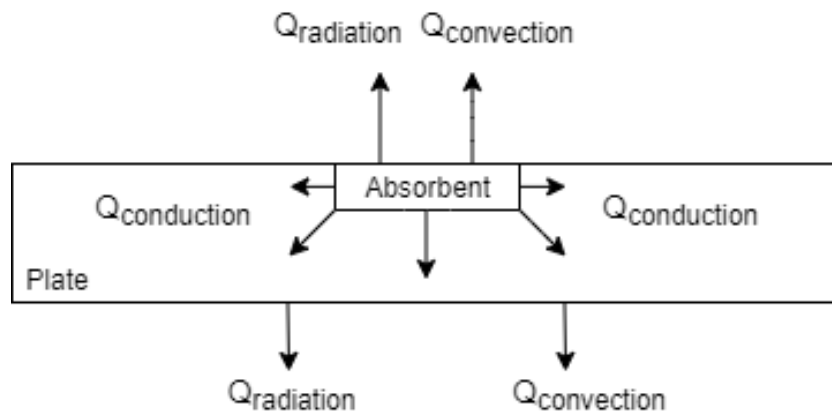 Qradiation Qconvection
Absorbent
Qconduction Qconduction
Plate
Qradiation Qconvection